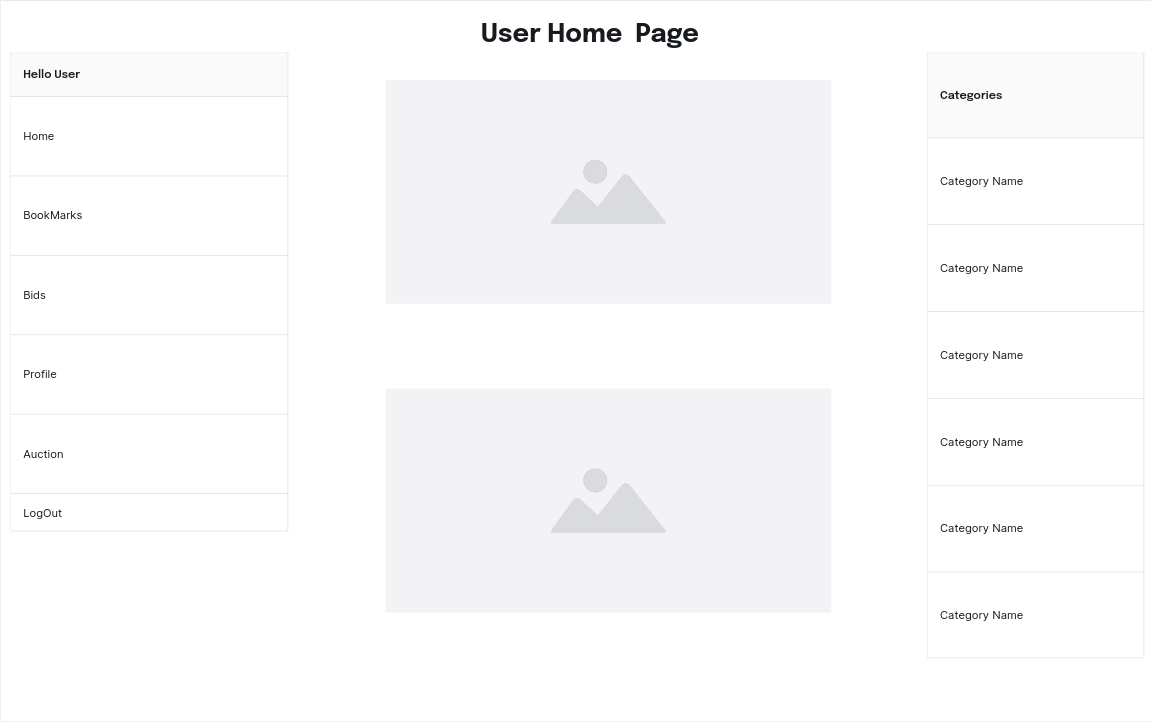 User Home  Page
Hello User
Home
BookMarks
Bids
Profile
Auction
LogOut
Categories
Category Name
Category Name
Category Name
Category Name
Category Name
Category Name